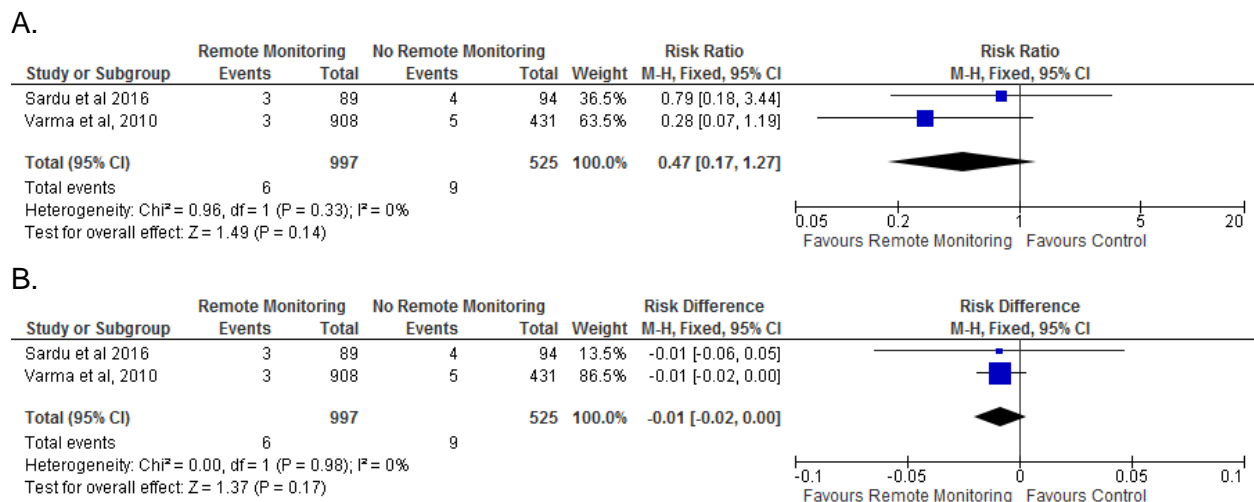 A.
Remote Monitoring No Remote Monitoring Risk Ratio Risk Ratio
Study or Subgroup Events Total Events Total Weight M-H, Fixed, 95% CI M-H, Fixed, 95% CI
Sardu et al 2016 3 89 4 94 36.5% 0.79 [0.18, 3.44]
Varma et al, 2010 3 908 5 431 63.5% 0.28 [0.07, 1.19]
Total (95% CI) 997 525 100.0% 0.47 [0.17, 1.27]
Total events 6 9
Heterogeneity: Chi² = 0.96, df = 1 (P = 0.33); I² = 0%
Test for overall effect: Z = 1.49 (P = 0.14)
0.05 0.2 1 5 20
Favours Remote Monitoring Favours Control
B.
Remote Monitoring No Remote Monitoring Risk Difference Risk Difference
Study or Subgroup Events Total Events Total Weight M-H, Fixed, 95% CI M-H, Fixed, 95% CI
Sardu et al 2016 3 89 4 94 13.5% -0.01 [-0.06, 0.05]
Varma et al, 2010 3 908 5 431 86.5% -0.01 [-0.02, 0.00]
Total (95% CI) 997 525 100.0% -0.01 [-0.02, 0.00]
Total events 6 9
Heterogeneity: Chi² = 0.00, df = 1 (P = 0.98); I² = 0%
Test for overall effect: Z = 1.37 (P = 0.17)
-0.1 -0.05 0 0.05 0.1
Favours Remote Monitoring Favours Control